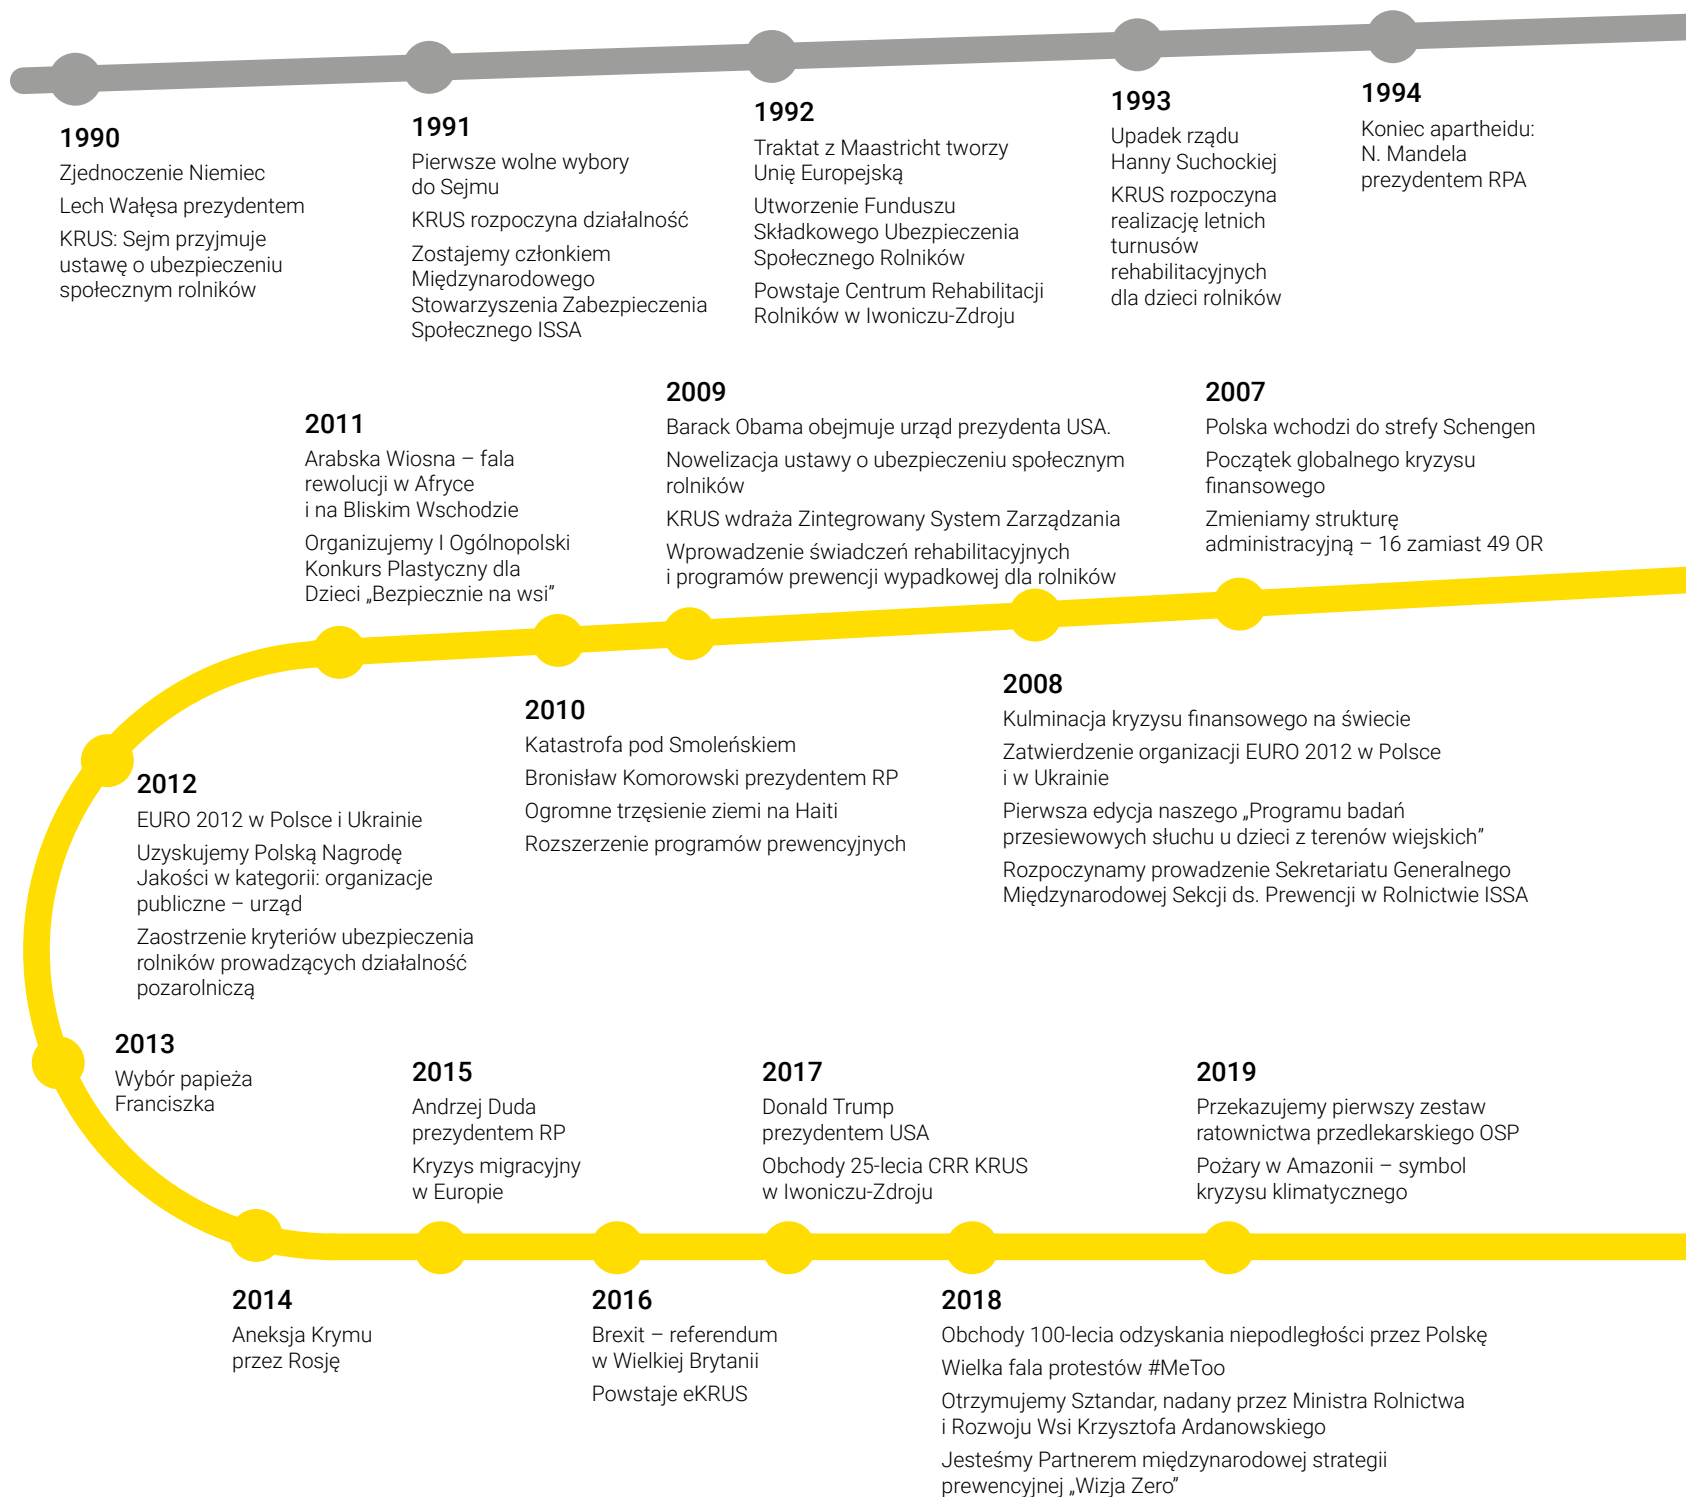 1990
Zjednoczenie Niemiec
Lech Wałęsa prezydentem
KRUS: Sejm przyjmuje
ustawę o ubezpieczeniu
społecznym rolników
1991
Pierwsze wolne wybory
do Sejmu
KRUS rozpoczyna działalność
Zostajemy członkiem
Międzynarodowego
Stowarzyszenia Zabezpieczenia
Społecznego ISSA
1992
Traktat z Maastricht tworzy
Unię Europejską
Utworzenie Funduszu
Składkowego Ubezpieczenia
Społecznego Rolników
Powstaje Centrum Rehabilitacji
Rolników w Iwoniczu-Zdroju
1993
Upadek rządu
Hanny Suchockiej
KRUS rozpoczyna
realizację letnich
turnusów
rehabilitacyjnych
dla dzieci rolników
1994
Koniec apartheidu:
N. Mandela
prezydentem RPA
2007
Polska wchodzi do strefy Schengen
Początek globalnego kryzysu
finansowego
Zmieniamy strukturę
administracyjną – 16 zamiast 49 OR
2008
Kulminacja kryzysu finansowego na świecie
Zatwierdzenie organizacji EURO 2012 w Polsce
i w Ukrainie
Pierwsza edycja naszego „Programu badań
przesiewowych słuchu u dzieci z terenów wiejskich”
Rozpoczynamy prowadzenie Sekretariatu Generalnego
Międzynarodowej Sekcji ds. Prewencji w Rolnictwie ISSA
2009
Barack Obama obejmuje urząd prezydenta USA.
Nowelizacja ustawy o ubezpieczeniu społecznym
rolników
KRUS wdraża Zintegrowany System Zarządzania
Wprowadzenie świadczeń rehabilitacyjnych
i programów prewencji wypadkowej dla rolników
2010
Katastrofa pod Smoleńskiem
Bronisław Komorowski prezydentem RP
Ogromne trzęsienie ziemi na Haiti
Rozszerzenie programów prewencyjnych
2011
Arabska Wiosna – fala
rewolucji w Afryce
i na Bliskim Wschodzie
Organizujemy I Ogólnopolski
Konkurs Plastyczny dla
Dzieci „Bezpiecznie na wsi”
2012
EURO 2012 w Polsce i Ukrainie
Uzyskujemy Polską Nagrodę
Jakości w kategorii: organizacje
publiczne – urząd
Zaostrzenie kryteriów ubezpieczenia
rolników prowadzących działalność
pozarolniczą
2013
Wybór papieża
Franciszka
2014
Aneksja Krymu
przez Rosję
2015
Andrzej Duda
prezydentem RP
Kryzys migracyjny
w Europie
2016
Brexit – referendum
w Wielkiej Brytanii
Powstaje eKRUS
2017
Donald Trump
prezydentem USA
Obchody 25-lecia CRR KRUS
w Iwoniczu-Zdroju
2018
Obchody 100-lecia odzyskania niepodległości przez Polskę
Wielka fala protestów #MeToo
Otrzymujemy Sztandar, nadany przez Ministra Rolnictwa
i Rozwoju Wsi Krzysztofa Ardanowskiego
Jesteśmy Partnerem międzynarodowej strategii
prewencyjnej „Wizja Zero”
2019
Przekazujemy pierwszy zestaw
ratownictwa przedlekarskiego OSP
Pożary w Amazonii – symbol
kryzysu klimatycznego